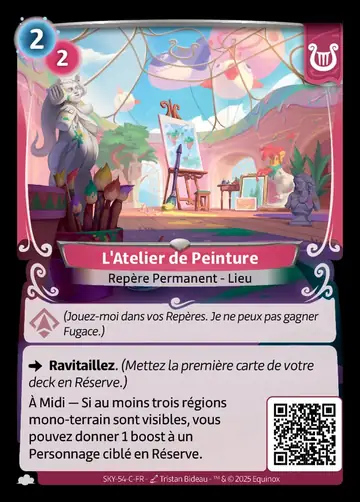 2
2
L'Atelier de Peinture
Repère Permanent - Lieu
(Jouez-moi dans vos Repères. Je ne peux pas gagner
Fugace.)
Ravitaillez. (Mettez la première carte de votre
deck en Réserve.)
À Midi — Si au moins trois régions
mono-terrain sont visibles, vous
pouvez donner 1 boost à un
Personnage ciblé en Réserve.
SKY-54-C-FR - Tristan Bideau - ™ & © 2025 Equinox